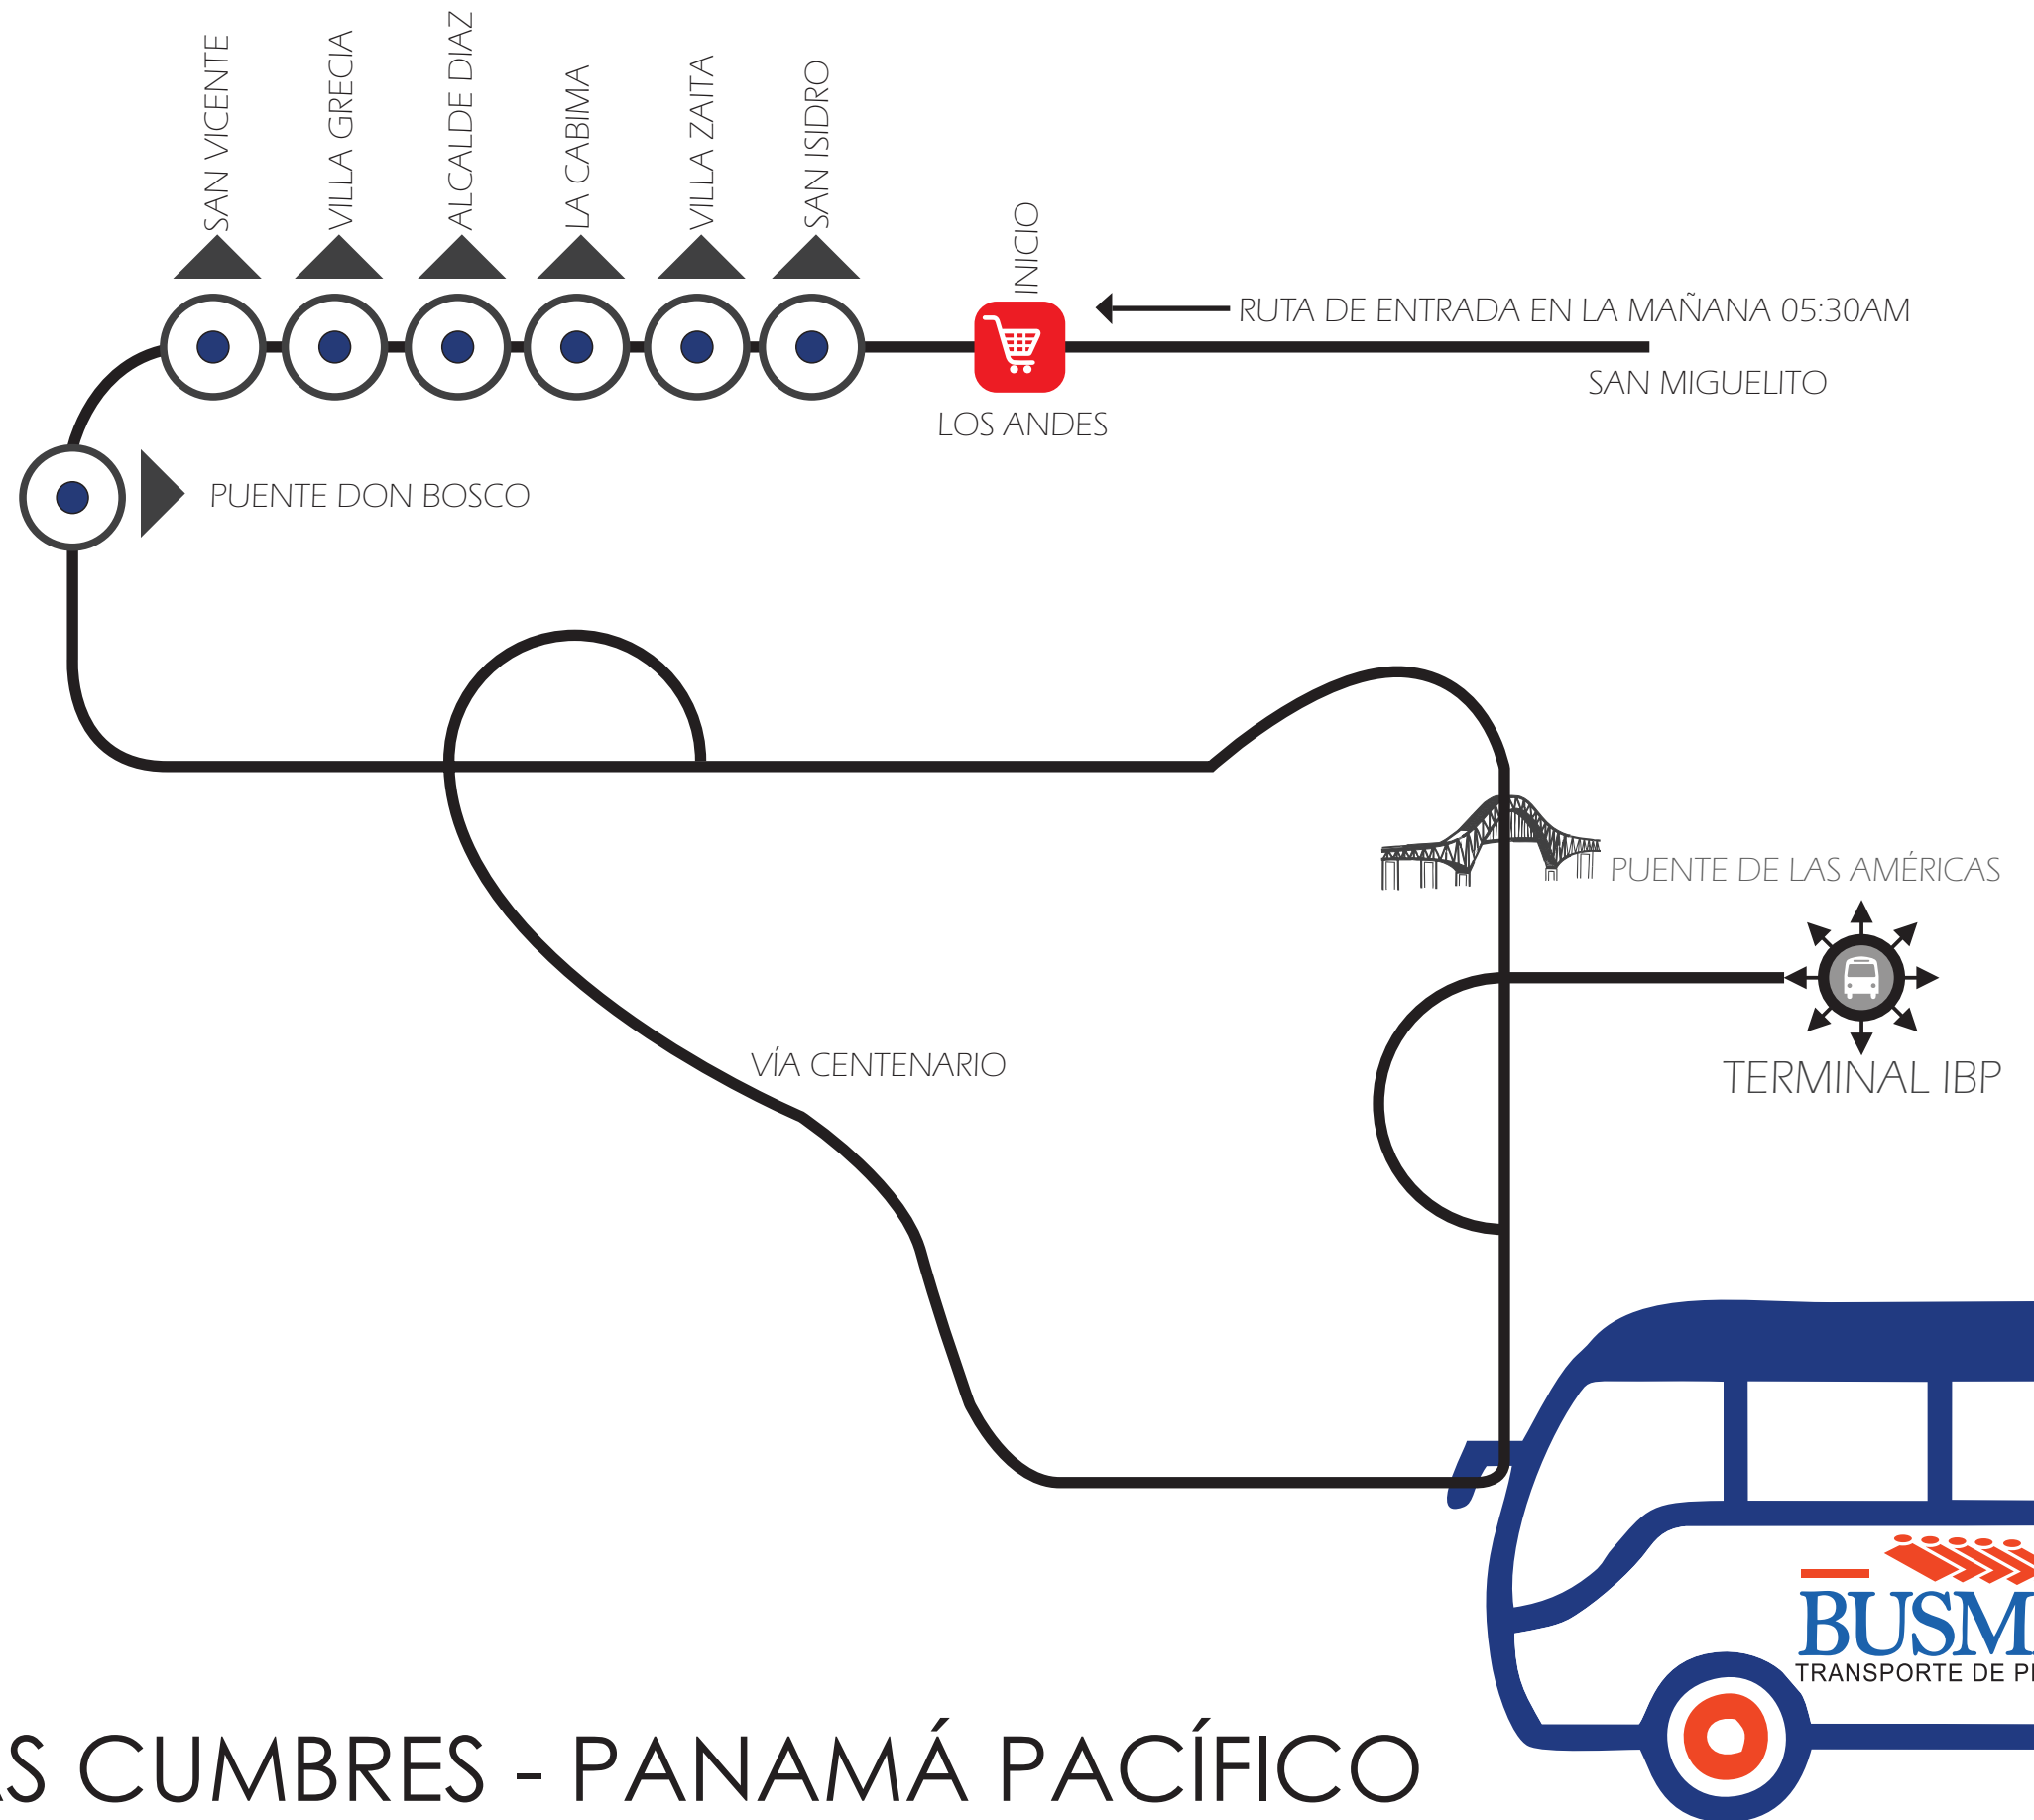 SAN VICENTE
VILLA GRECIA
ALCALDE DIAZ
LA CABIMA
VILLA ZAITA
SAN ISIDRO
INICIO
RUTA DE ENTRADA EN LA MAÑANA 05:30AM
SAN MIGUELITO
LOS ANDES
PUENTE DON BOSCO
PUENTE DE LAS AMÉRICAS
VÍA CENTENARIO
TERMINAL IBP
TRANSPORTE DE
CUMBRES - PANAMÁ PACÍFICO